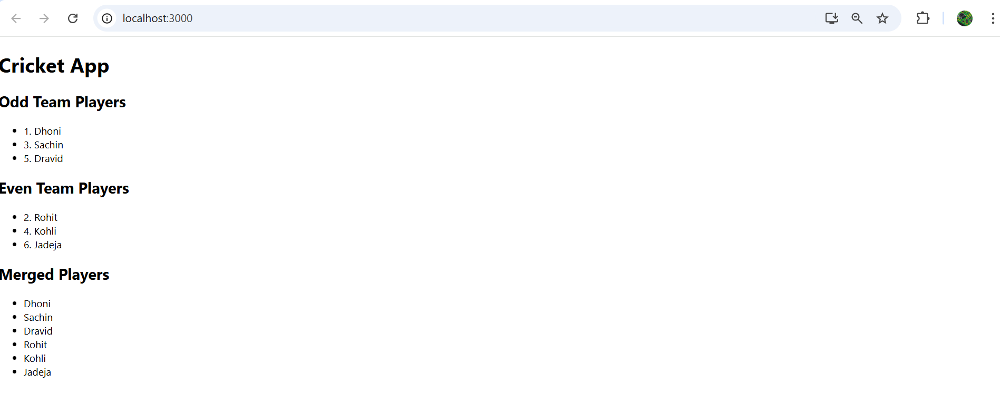 localhost:3000
Cricket App
Odd Team Players
1. Dhoni
3. Sachin
5. Dravid
Even Team Players
2. Rohit
4. Kohli
6. Jadeja
Merged Players
Dhoni
Sachin
Dravid
Rohit
Kohli
Jadeja